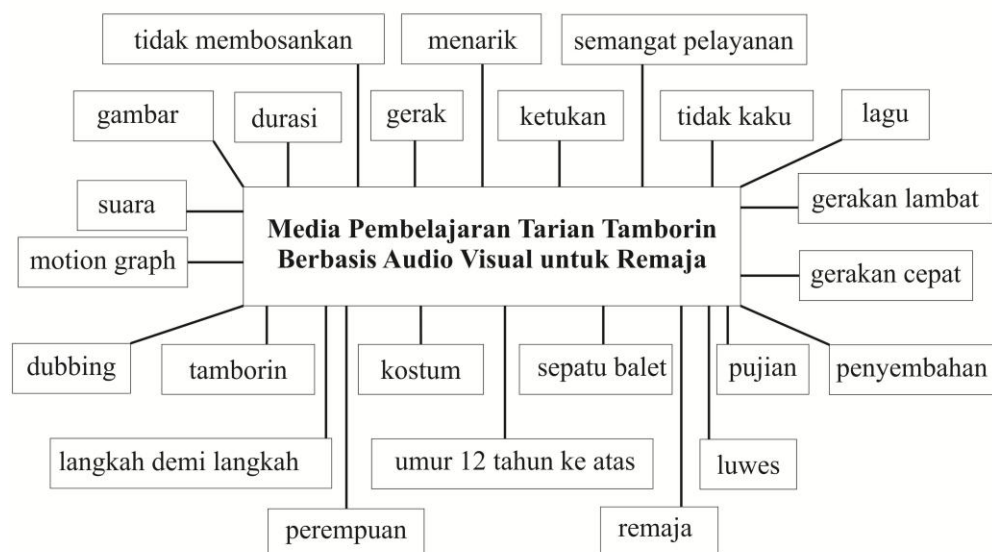 tidak membosankan
menarik
semangat pelayanan
gambar
durasi
gerak
ketukan
tidak kaku
lagu
suara
Media Pembelajaran Tarian Tamborin
Berbasis Audio Visual untuk Remaja
gerakan lambat
motion graph
gerakan cepat
dubbing
tamborin
kostum
sepatu balet
pujian
penyembahan
langkah demi langkah
umur 12 tahun ke atas
luwes
perempuan
remaja